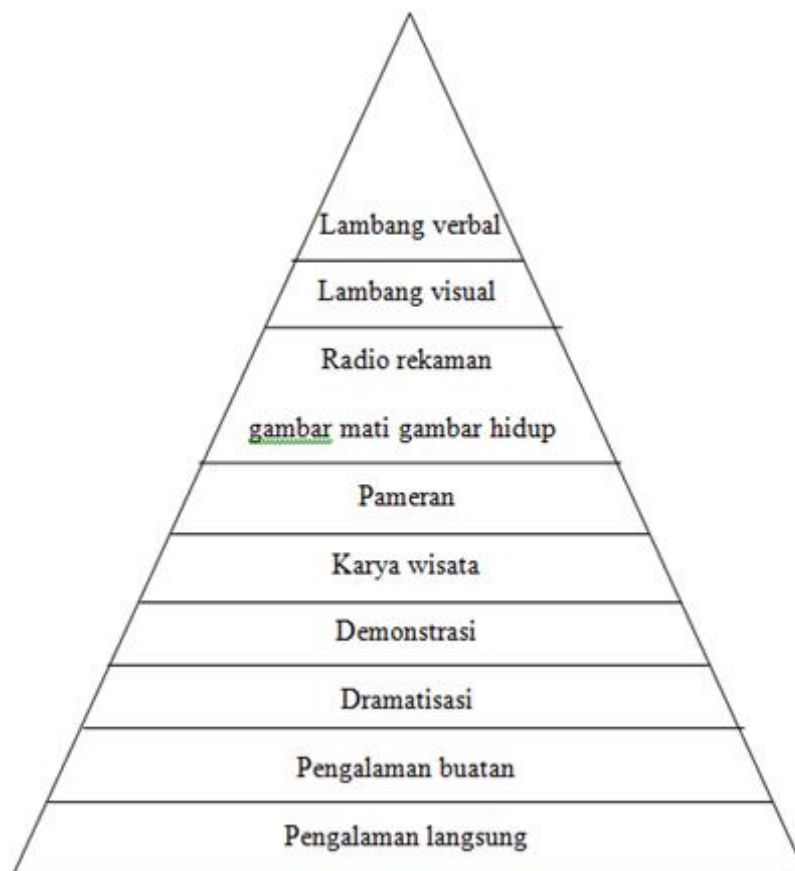 Lambang verbal
Lambang visual
Radio rekaman
gambar mati gambar hidup
Pameran
Karya wisata
Demonstrasi
Dramatisasi
Pengalaman buatan
Pengalaman langsung